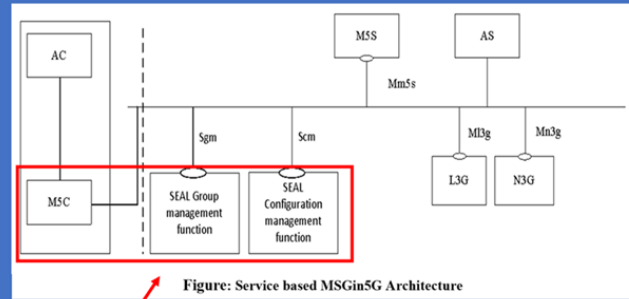 M5S
AS
AC
Mm5s
Sgm
Scm
Ml3g
Mn3g
M5C
SEAL Group
management
function
SEAL
Configuration
management
function
L3G
N3G
Figure: Service based MSGin5G Architecture